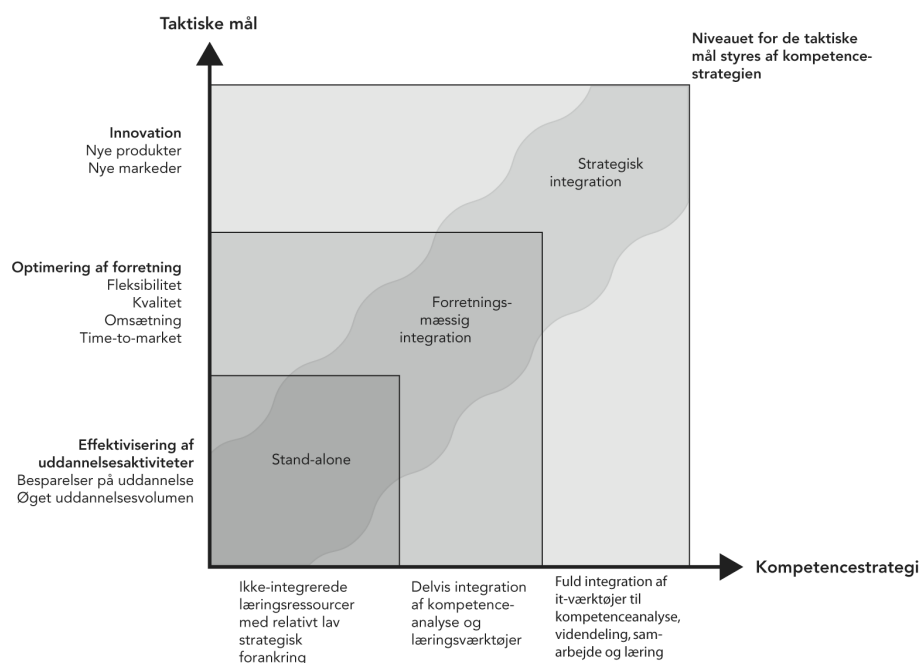 Taktiske mål
Niveauet for de taktiske
mål styres af kompetence-
strategien
Innovation
Nye produkter
Nye markeder
Strategisk
integration
Optimering af forretning
Fleksibilitet
Kvalitet
Omsætning
Time-to-market
Forretnings-
mæssig
integration
Effektivisering af
uddannelsesaktiviteter
Besparelser på uddannelse
Øget uddannelsesvolumen
Stand-alone
Kompetencestrategi
Ikke-integrerede
læringsressourcer
med relativt lav
strategisk
forankring
Delvis integration
af kompetence-
analyse og
læringsværktøjer
Fuld integration af
it-værktøjer til
kompetenceanalyse,
videndeling, sam-
arbejde og læring